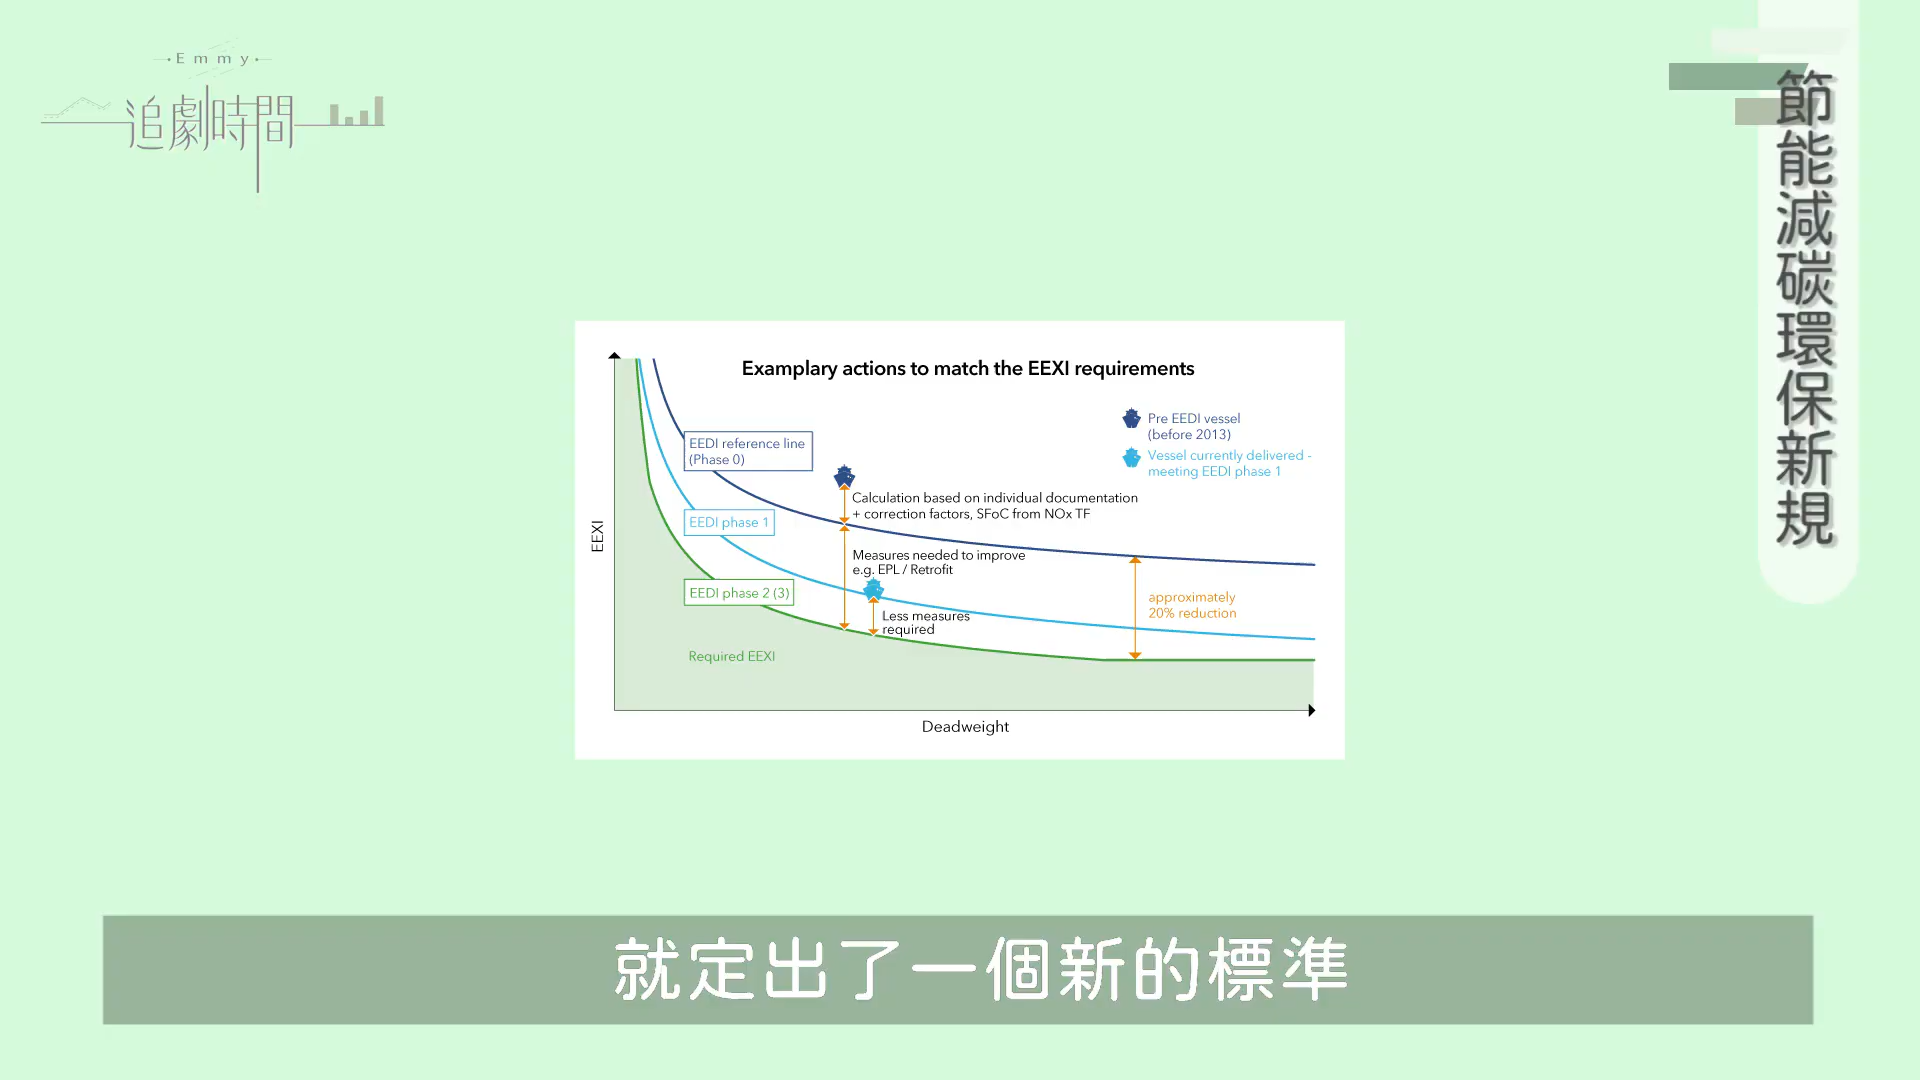 Emmy
追劇時間
節能減碳環保新規
Examplary actions to match the EEXI requirements
Pre EEDI vessel
(before 2013)
Vessel currently delivered -
meeting EEDI phase 1
EEDI reference line
(Phase 0)
Calculation based on individual documentation
+ correction factors, SFoC from NOx TF
EEDI phase 1
EEXI
Measures needed to improve
e.g. EPL / Retrofit
EEDI phase 2 (3)
approximately
20% reduction
Less measures
required
Required EEXI
Deadweight
就定出了一個新的標準